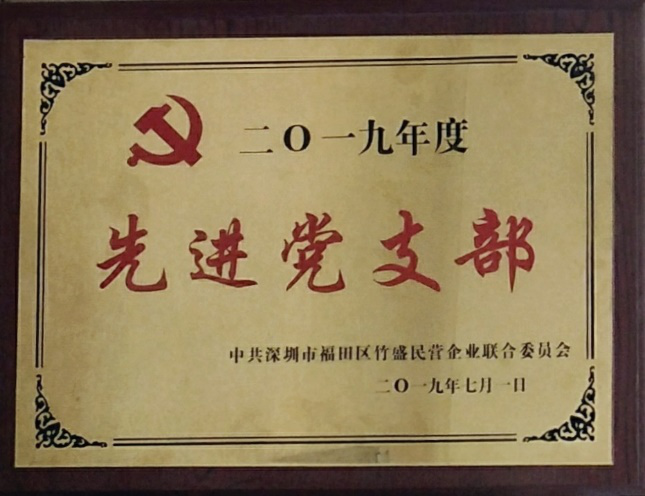 二〇一九年度
先进党支部
中共深圳市福田区竹盛民营企业联合委员会
二〇一九年七月一日